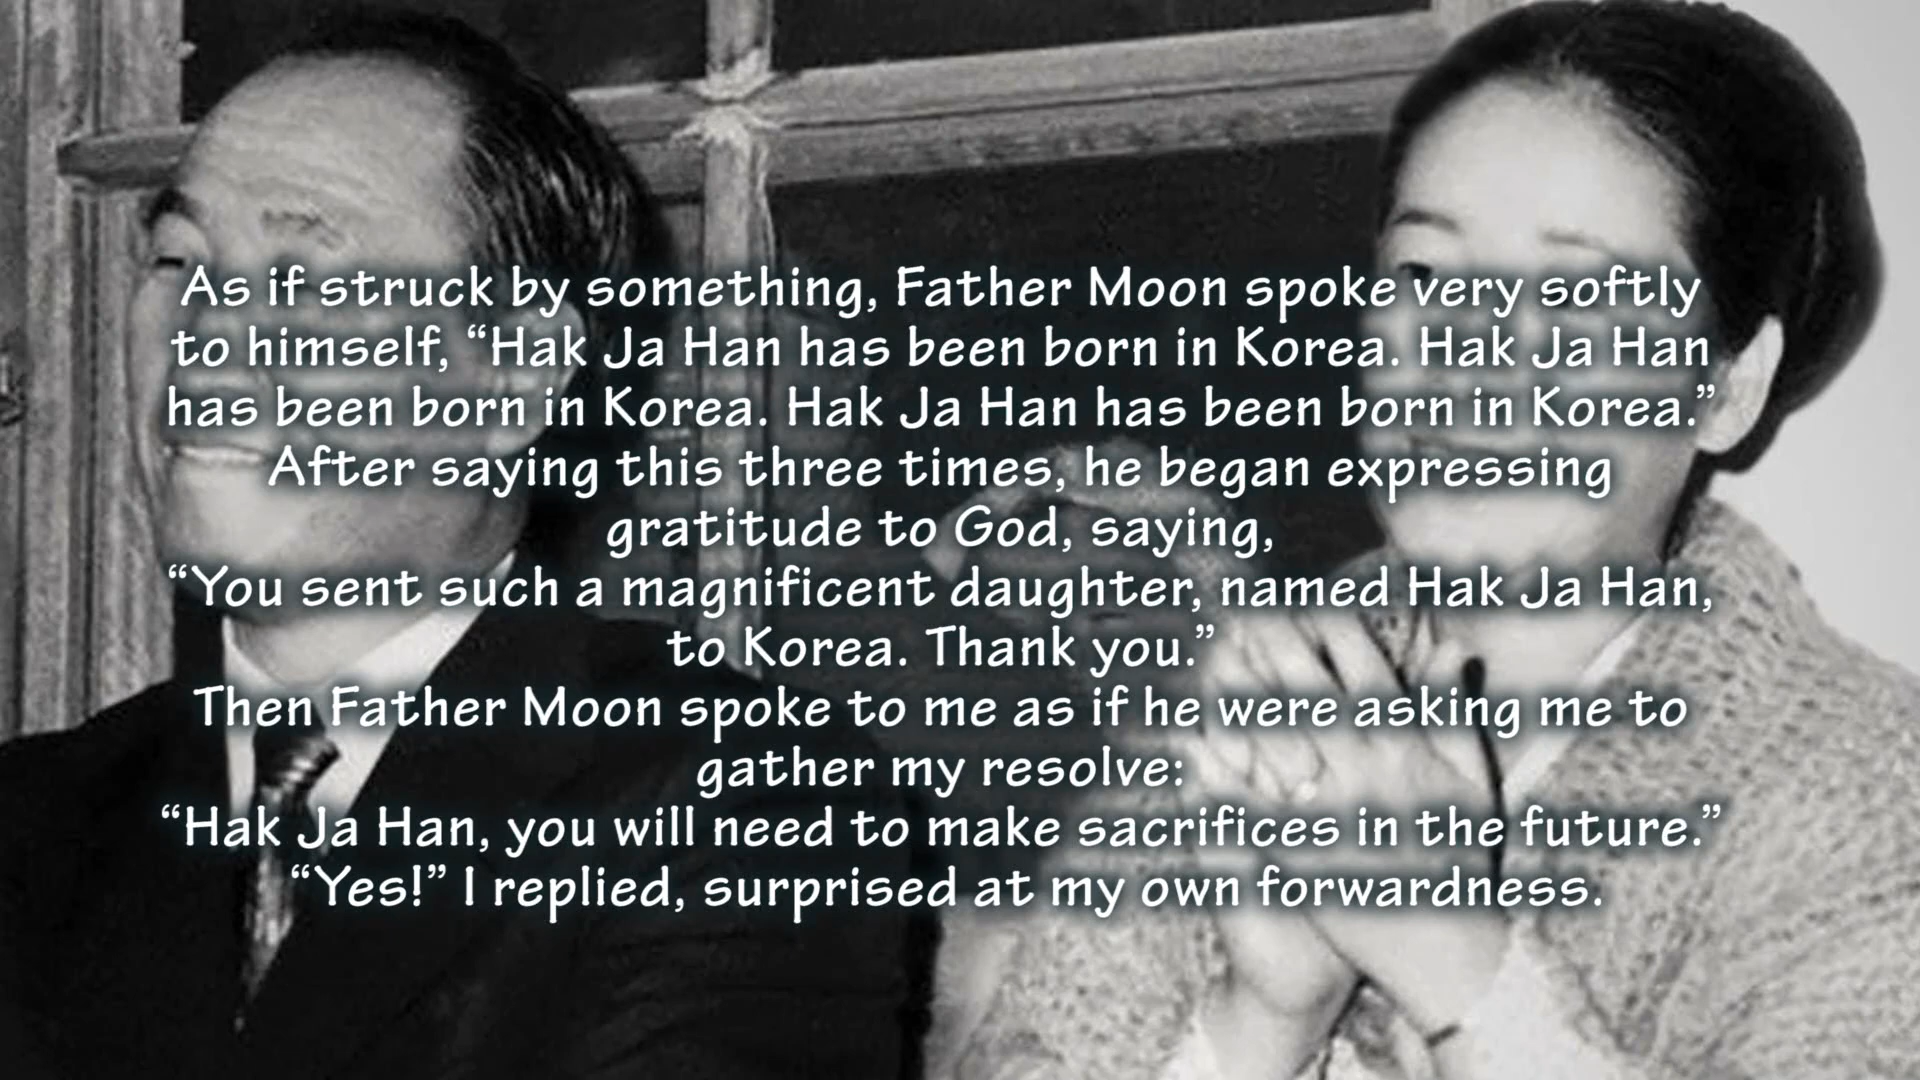 As if struck by something, Father Moon spoke very softly
to himself, “Hak Ja Han has been born in Korea. Hak Ja Han
has been born in Korea. Hak Ja Han has been born in Korea.”
After saying this three times, he began expressing
gratitude to God, saying,
“You sent such a magnificent daughter, named Hak Ja Han,
to Korea. Thank you.”
Then Father Moon spoke to me as if he were asking me to
gather my resolve:
“Hak Ja Han, you will need to make sacrifices in the future.”
“Yes!” I replied, surprised at my own forwardness.